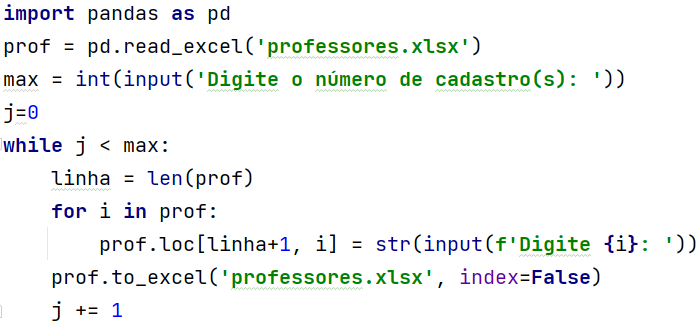 import pandas as pd
prof = pd.read_excel('professores.xlsx')
max = int(input('Digite o número de cadastro(s): '))
j=0
while j < max:
    linha = len(prof)
    for i in prof:
        prof.loc[linha+1, i] = str(input(f'Digite {i}: '))
    prof.to_excel('professores.xlsx', index=False)
    j += 1